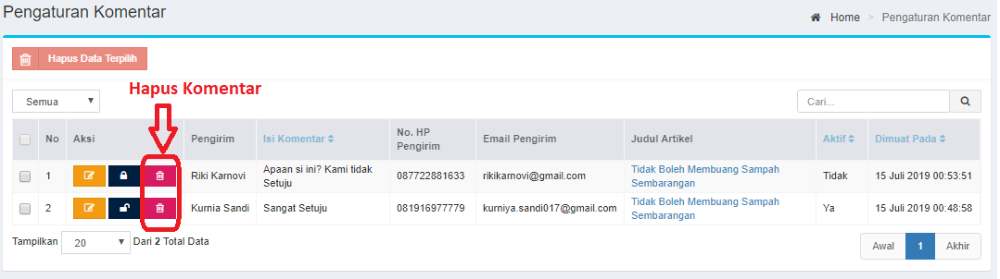 Pengaturan Komentar
Home > Pengaturan Komentar
Hapus Data Terpilih
Hapus Komentar
Semua
Cari...
No Aksi Pengirim Isi Komentar No. HP Pengirim Email Pengirim Judul Artikel Aktif Dimuat Pada
1 Riki Karnovi Apaan si ini? Kami tidak Setuju 087722881633 rikikarnovi@gmail.com Tidak Boleh Membuang Sampah Sembarangan Tidak 15 Juli 2019 00:53:51
2 Kurnia Sandi Sangat Setuju 081916977779 kurniya.sandi017@gmail.com Tidak Boleh Membuang Sampah Sembarangan Ya 15 Juli 2019 00:48:58
Tampilkan 20 Dari 2 Total Data
Awal 1 Akhir